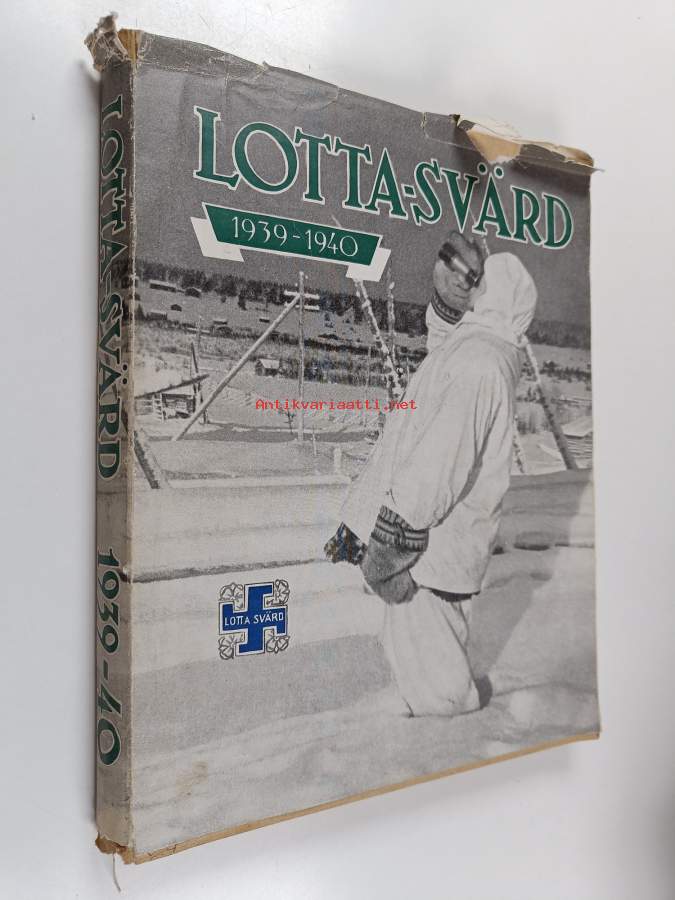 LOTTA-SVÄRD
1939-1940
LOTTA-SVÄRD 1939-40
Antikvariaatti.net
LOTTA SVÄRD